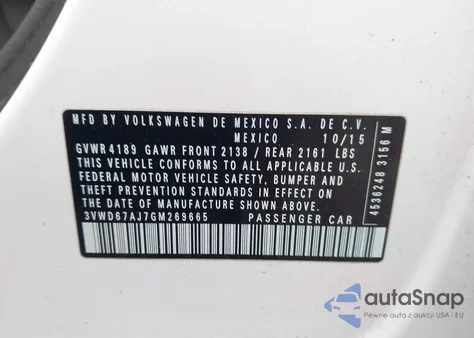 MFD BY VOLKSWAGEN DE MEXICO S.A. DE C.V.
MEXICO 10/15
GVWR 4189 GAWR FRONT 2138 / REAR 2161 LBS
THIS VEHICLE CONFORMS TO ALL APPLICABLE U.S.
FEDERAL MOTOR VEHICLE SAFETY, BUMPER AND
THEFT PREVENTION STANDARDS IN EFFECT ON
THE DATE OF MANUFACTURE SHOWN ABOVE.
3VWD67AJ7GM269665 PASSENGER CAR
4536248 3156 M
autoSnap
Pewne auta z aukcji USA i EU